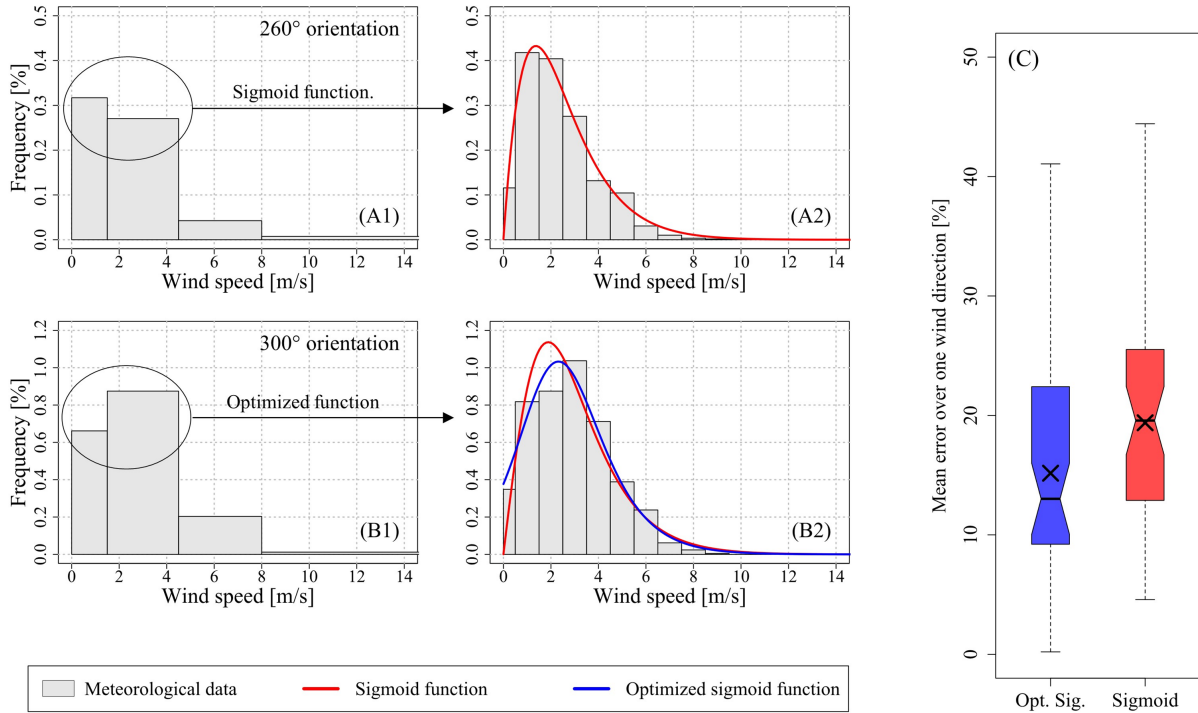 260° orientation
Sigmoid function.
(A1)
Frequency [%]
0.0 0.1 0.2 0.3 0.4 0.5
0 2 4 6 8 10 12 14
Wind speed [m/s]
(A2)
0.0 0.1 0.2 0.3 0.4 0.5
0 2 4 6 8 10 12 14
Wind speed [m/s]
300° orientation
Optimized function
(B1)
Frequency [%]
0.0 0.2 0.4 0.6 0.8 1.0 1.2
0 2 4 6 8 10 12 14
Wind speed [m/s]
(B2)
0.0 0.2 0.4 0.6 0.8 1.0 1.2
0 2 4 6 8 10 12 14
Wind speed [m/s]
(C)
Mean error over one wind direction [%]
0 10 20 30 40 50
Opt. Sig. Sigmoid
Meteorological data Sigmoid function Optimized sigmoid function